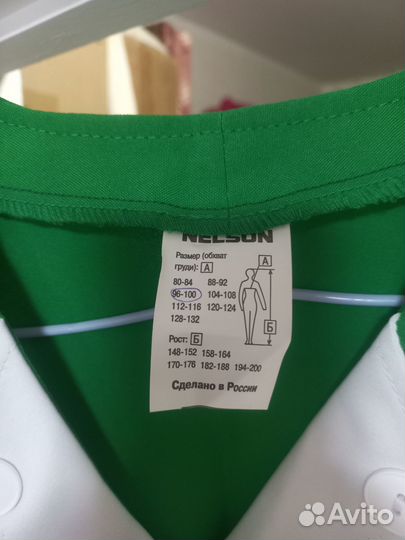 NELSON
Размер (обхват
груди): А
80-84 88-92
96-100 104-108
112-116 120-124
128-132
Рост: Б
148-152 158-164
170-176 182-188 194-200
Сделано в России
А
Б
Avito